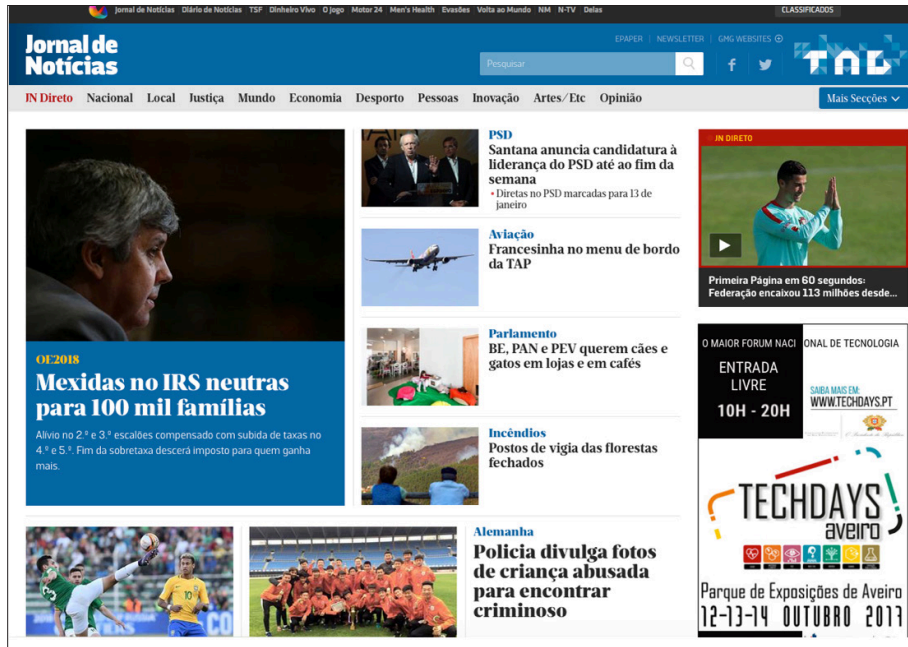 Jornal de Notícias Diário de Notícias TSF Dinheiro Vivo O Jogo Motor 24 Men's Health Evasões Volta ao Mundo NM N-TV Delas CLASSIFICADOS
Jornal de
Notícias
EPAPER | NEWSLETTER | GMG WEBSITES
Pesquisar
TAG
JN Direto Nacional Local Justiça Mundo Economia Desporto Pessoas Inovação Artes/Etc Opinião Mais Secções
OE2018
Mexidas no IRS neutras
para 100 mil famílias
Alívio no 2.º e 3.º escalões compensado com subida de taxas no
4.º e 5.º. Fim da sobretaxa descerá imposto para quem ganha
mais.
PSD
Santana anuncia candidatura à
liderança do PSD até ao fim da
semana
• Diretas no PSD marcadas para 13 de
janeiro
Aviação
Francesinha no menu de bordo
da TAP
Parlamento
BE, PAN e PEV querem cães e
gatos em lojas e em cafés
Incêndios
Postos de vigia das florestas
fechados
Alemanha
Policia divulga fotos
de criança abusada
para encontrar
criminoso
JN DIRETO
Primeira Página em 60 segundos:
Federação encaixou 113 milhões desde...
O MAIOR FORUM NACI ONAL DE TECNOLOGIA
ENTRADA
LIVRE
10H - 20H
SAIBA MAIS EM:
WWW.TECHDAYS.PT
TECHDAYS
aveiro
Parque de Exposições de Aveiro
12-13-14 OUTUBRO 2017